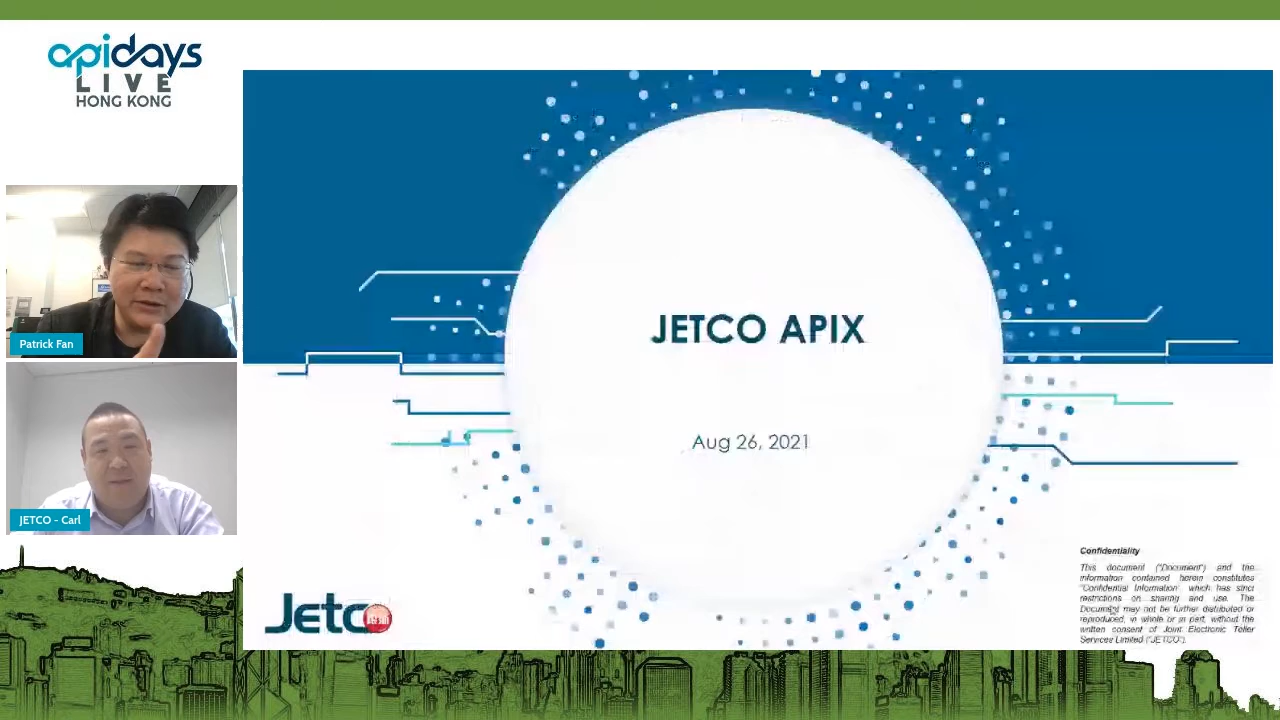 apidays
LIVE
HONG KONG
Patrick Fan
JETCO - Carl
JETCO APIX
Aug 26, 2021
Jetco
Confidentiality
This document ("Document") and the
information contained herein constitutes
"Confidential Information" which has strict
restrictions on sharing and use. The
Document may not be further distributed or
reproduced, in whole or in part, without the
written consent of Joint Electronic Teller
Services Limited ("JETCO").